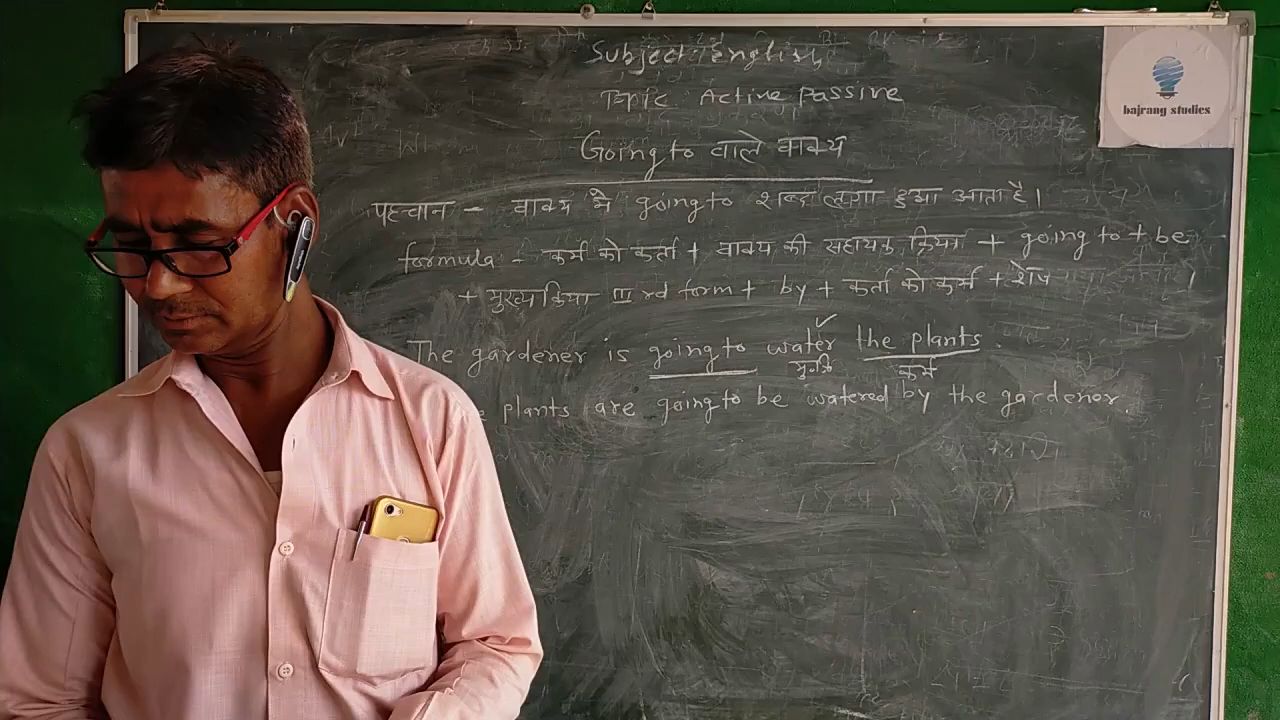 Subject: English
Topic: Active Passive
bajrang studies
Going to वाले वाक्य
पहचान - वाक्य मे going to शब्द लगा हुआ आता है।
formula - कर्म को कर्ता + वाक्य की सहायक क्रिया + going to + be
+ मुख्य क्रिया III rd form + by + कर्ता को कर्म + शेष ।
The gardener is going to water the plants.
मु०क्रि कर्म
plants are going to be watered by the gardener.